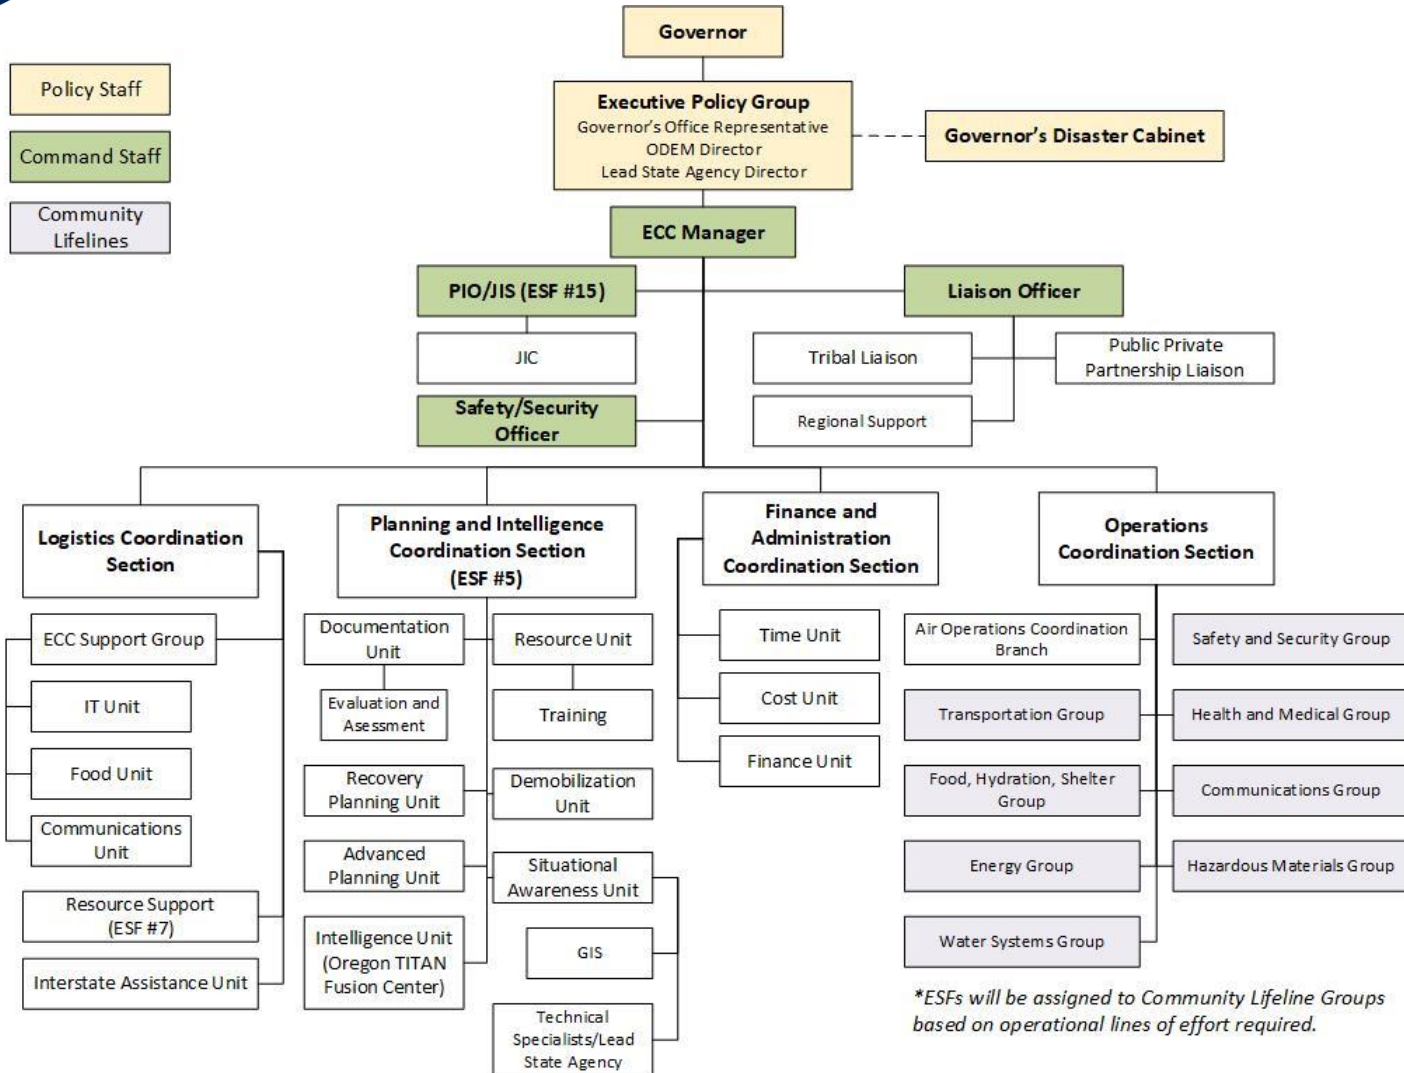 Governor
Policy Staff
Executive Policy Group
Governor's Office Representative
ODEM Director
Lead State Agency Director
Governor's Disaster Cabinet
Command Staff
Community
Lifelines
ECC Manager
PIO/JIS (ESF #15)
Liaison Officer
JIC
Tribal Liaison
Public Private
Partnership Liaison
Safety/Security
Officer
Regional Support
Logistics Coordination
Section
Planning and Intelligence
Coordination Section
(ESF #5)
Finance and
Administration
Coordination Section
Operations
Coordination Section
ECC Support Group
IT Unit
Food Unit
Communications
Unit
Resource Support
(ESF #7)
Interstate Assistance Unit
Documentation
Unit
Resource Unit
Evaluation and
Asessment
Training
Recovery
Planning Unit
Demobilization
Unit
Advanced
Planning Unit
Situational
Awareness Unit
Intelligence Unit
(Oregon TITAN
Fusion Center)
GIS
Technical
Specialists/Lead
State Agency
Time Unit
Cost Unit
Finance Unit
Air Operations Coordination
Branch
Safety and Security Group
Transportation Group
Health and Medical Group
Food, Hydration, Shelter
Group
Communications Group
Energy Group
Hazardous Materials Group
Water Systems Group
*ESFs will be assigned to Community Lifeline Groups
based on operational lines of effort required.